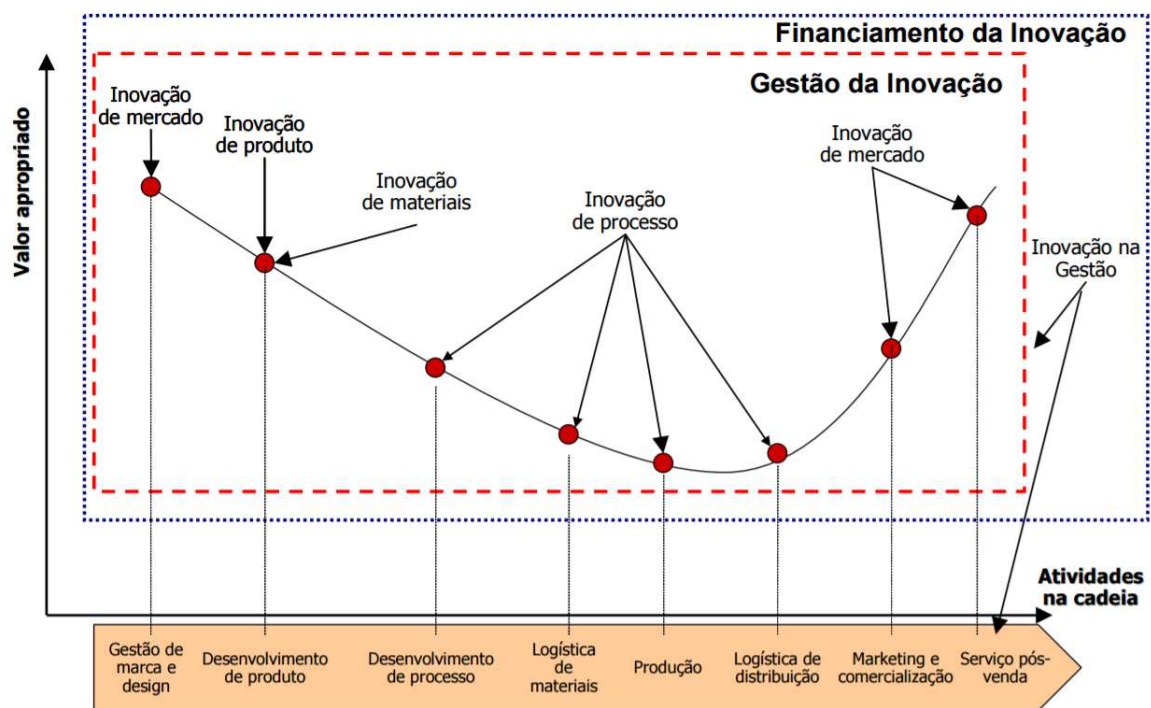 Financiamento da Inovação
Gestão da Inovação
Valor apropriado
Inovação
de mercado
Inovação
de produto
Inovação
de materiais
Inovação
de processo
Inovação
de mercado
Inovação na
Gestão
Atividades
na cadeia
Gestão de
marca e
design
Desenvolvimento
de produto
Desenvolvimento
de processo
Logística
de
materiais
Produção
Logística de
distribuição
Marketing e
comercialização
Serviço pós-
venda